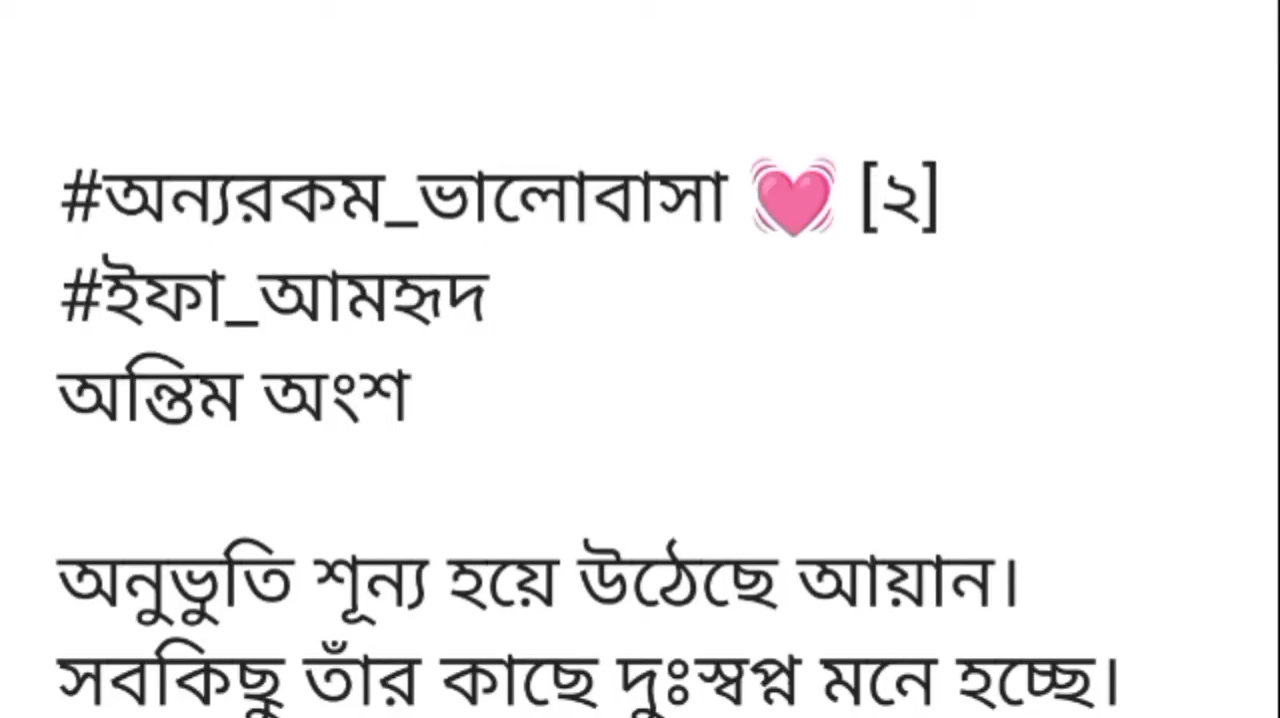 #অন্যরকম_ভালোবাসা 💓 [২]
#ইফা_আমহৃদ
অন্তিম অংশ
অনুভুতি শূন্য হয়ে উঠেছে আয়ান।
সবকিছু তাঁর কাছে দুঃস্বপ্ন মনে হচ্ছে।